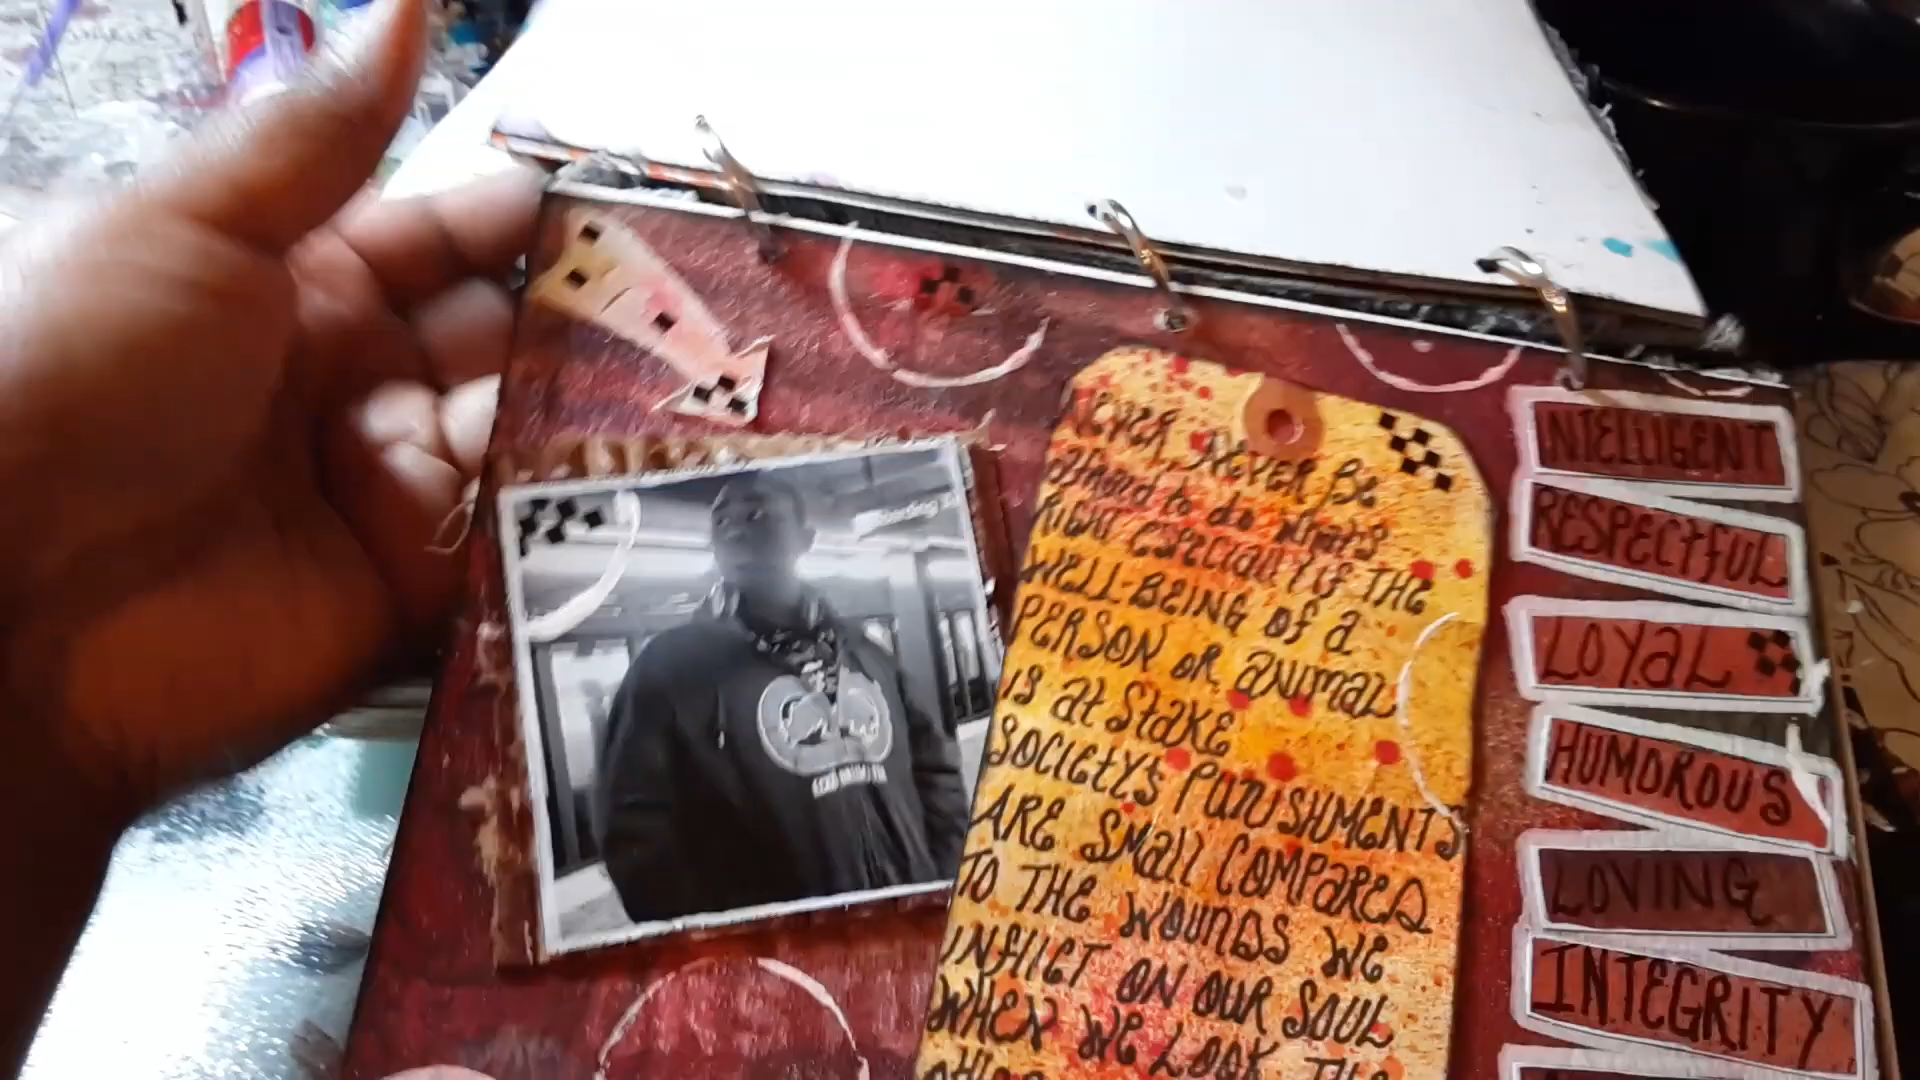 NEVER, NEVER BE
afraid to do what's
RIGHT ESPECIALLY if THE
WELL-BEING of a
PERSON OR aNIMaL
is at StaKE
SOCIEtY'S PUNISHMENTS
ARE SMall COMPaRED
TO THE WOUNDS WE
INflICT ON OUR SOUL
WHEN WE LOOK THE
INTELLIGENT
RESPECtfUL
LOYaL
HUMOROUS
LOVING
INTEGRITY